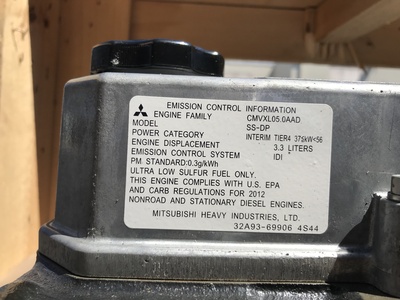 EMISSION CONTROL INFORMATION
ENGINE FAMILY CMVXL05.0AAD
MODEL SS-DP
POWER CATEGORY INTERIM TIER4 37≤kW<56
ENGINE DISPLACEMENT 3.3 LITERS
EMISSION CONTROL SYSTEM IDI
PM STANDARD:0.3g/kWh
ULTRA LOW SULFUR FUEL ONLY.
THIS ENGINE COMPLIES WITH U.S. EPA
AND CARB REGULATIONS FOR 2012
NONROAD AND STATIONARY DIESEL ENGINES.
MITSUBISHI HEAVY INDUSTRIES, LTD.
32A93-69906 4S44